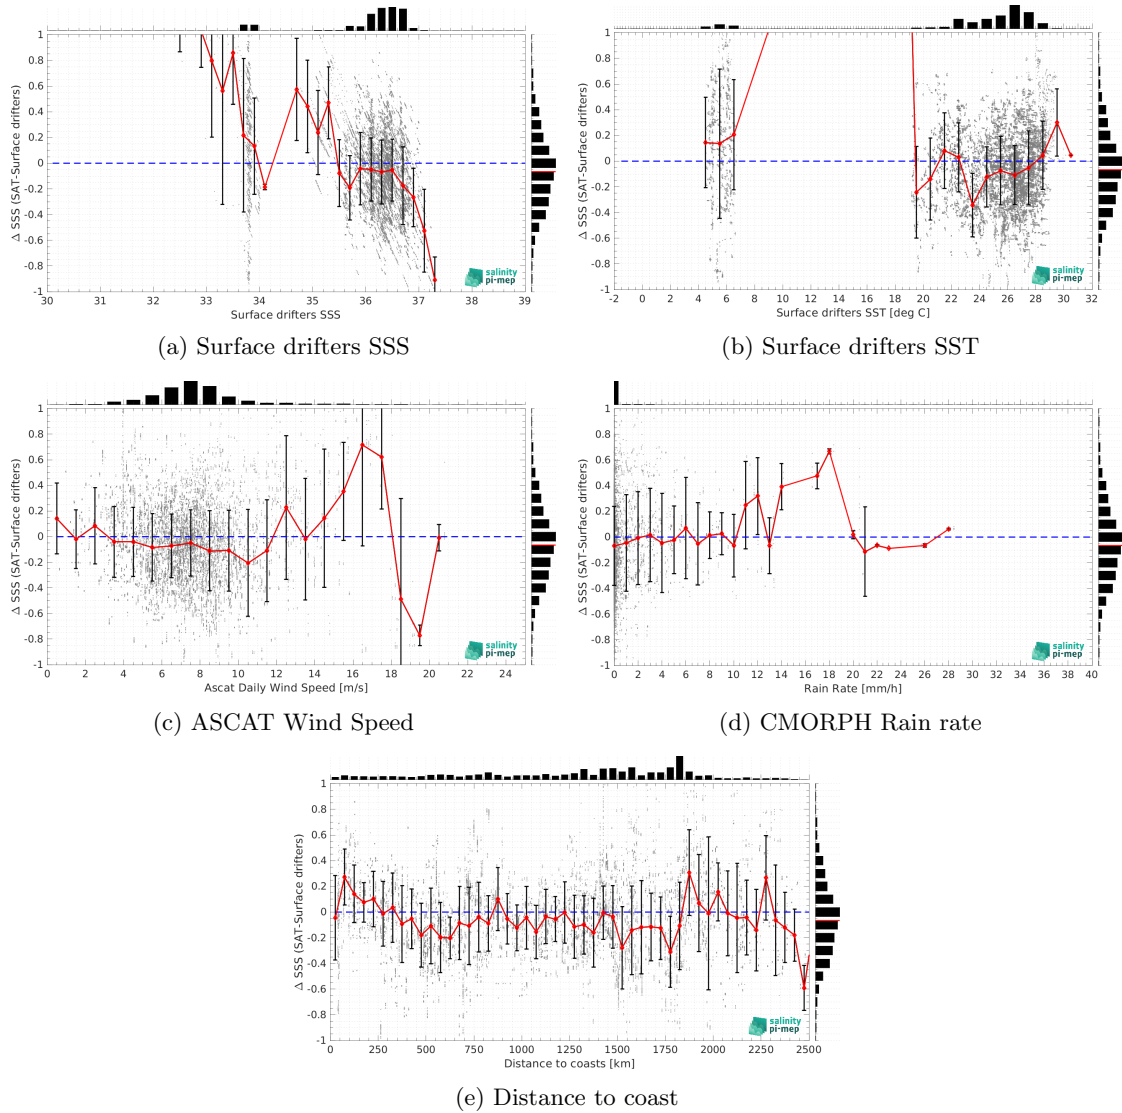 1
0.8
0.6
0.4
0.2
0
-0.2
-0.4
-0.6
-0.8
-1
Δ SSS (SAT-Surface drifters)
salinity
pi-mep
30 31 32 33 34 35 36 37 38 39
Surface drifters SSS
(a) Surface drifters SSS
1
0.8
0.6
0.4
0.2
0
-0.2
-0.4
-0.6
-0.8
-1
Δ SSS (SAT-Surface drifters)
salinity
pi-mep
-2 0 2 4 6 8 10 12 14 16 18 20 22 24 26 28 30 32
Surface drifters SST [deg C]
(b) Surface drifters SST
1
0.8
0.6
0.4
0.2
0
-0.2
-0.4
-0.6
-0.8
-1
Δ SSS (SAT-Surface drifters)
salinity
pi-mep
0 2 4 6 8 10 12 14 16 18 20 22 24
Ascat Daily Wind Speed [m/s]
(c) ASCAT Wind Speed
1
0.8
0.6
0.4
0.2
0
-0.2
-0.4
-0.6
-0.8
-1
Δ SSS (SAT-Surface drifters)
salinity
pi-mep
0 2 4 6 8 10 12 14 16 18 20 22 24 26 28 30 32 34 36 38 40
Rain Rate [mm/h]
(d) CMORPH Rain rate
1
0.8
0.6
0.4
0.2
0
-0.2
-0.4
-0.6
-0.8
-1
Δ SSS (SAT-Surface drifters)
salinity
pi-mep
0 250 500 750 1000 1250 1500 1750 2000 2250 2500
Distance to coasts [km]
(e) Distance to coast